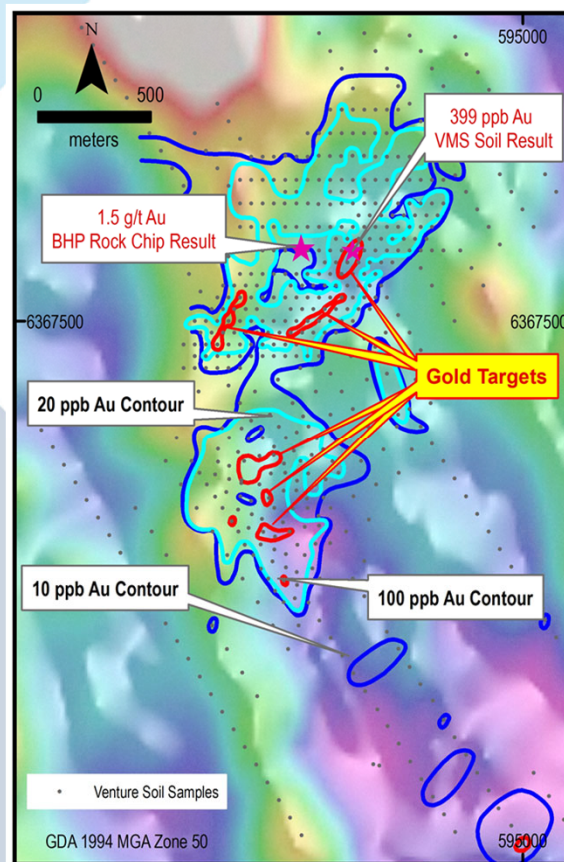 595000
N
0 500
meters
399 ppb Au
VMS Soil Result
1.5 g/t Au
BHP Rock Chip Result
6367500
6367500
Gold Targets
20 ppb Au Contour
10 ppb Au Contour
100 ppb Au Contour
Venture Soil Samples
GDA 1994 MGA Zone 50
595000